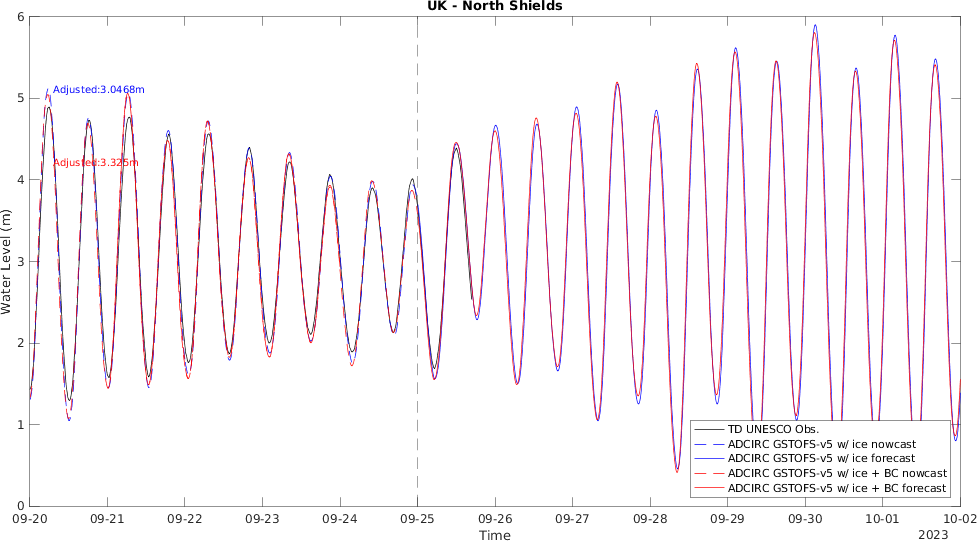 UK - North Shields
6
5
4
3
2
1
0
Water Level (m)
Adjusted:3.0468m
Adjusted:3.325m
TD UNESCO Obs.
ADCIRC GSTOFS-v5 w/ ice nowcast
ADCIRC GSTOFS-v5 w/ ice forecast
ADCIRC GSTOFS-v5 w/ ice + BC nowcast
ADCIRC GSTOFS-v5 w/ ice + BC forecast
09-20 09-21 09-22 09-23 09-24 09-25 09-26 09-27 09-28 09-29 09-30 10-01 10-02
Time
2023